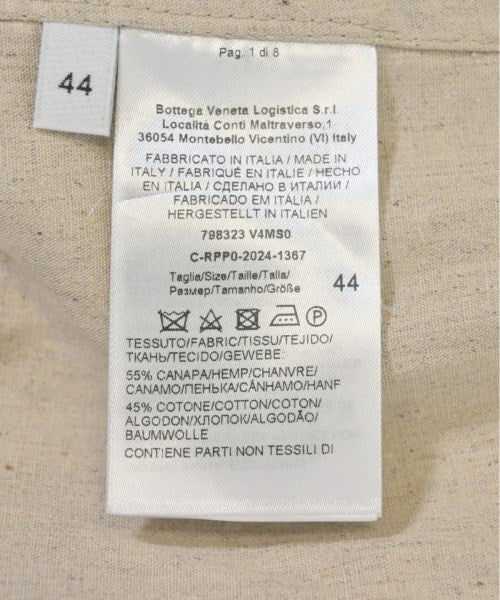 44
Pag. 1 di 8
Bottega Veneta Logistica S.r.l.
Località Conti Maltraverso,1
36054 Montebello Vicentino (VI) Italy
FABBRICATO IN ITALIA / MADE IN
ITALY / FABRIQUÉ EN ITALIE / HECHO
EN ITALIA / СДЕЛАНО В ИТАЛИИ /
FABRICADO EM ITÁLIA /
HERGESTELLT IN ITALIEN
798323 V4MS0
C-RPP0-2024-1367
Taglia/Size/Taille/Talla/
Размер/Tamanho/Größe
44
P
TESSUTO/FABRIC/TISSU/TEJIDO/
ТКАНЬ/TECIDO/GEWEBE:
55% CANAPA/HEMP/CHANVRE/
CANAMO/ПЕНЬКА/CÂNHAMO/HANF
45% COTONE/COTTON/COTON/
ALGODON/ХЛОПОК/ALGODÃO/
BAUMWOLLE
CONTIENE PARTI NON TESSILI DI